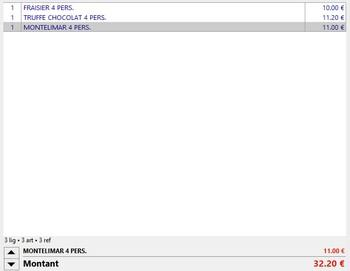 1 FRAISIER 4 PERS. 10.00 €
1 TRUFFE CHOCOLAT 4 PERS. 11.20 €
1 MONTELIMAR 4 PERS. 11.00 €
3 lig • 3 art • 3 ref
MONTELIMAR 4 PERS. 11.00 €
Montant 32.20 €